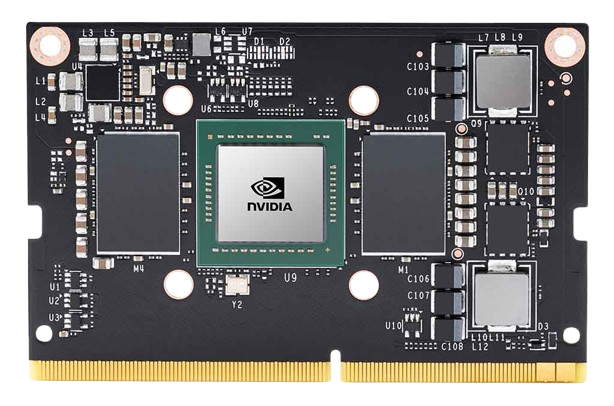 L3 L5
L6 U7
D1 D2
L7 L8 L9
U4
L1
C103
L2
C104
L4
U6 U8
C105
Q9
NVIDIA
Q10
M4
M1
U9
C106
U1
C107
U2
Y2
U3
U10
D3
L10 L11
C108 L12